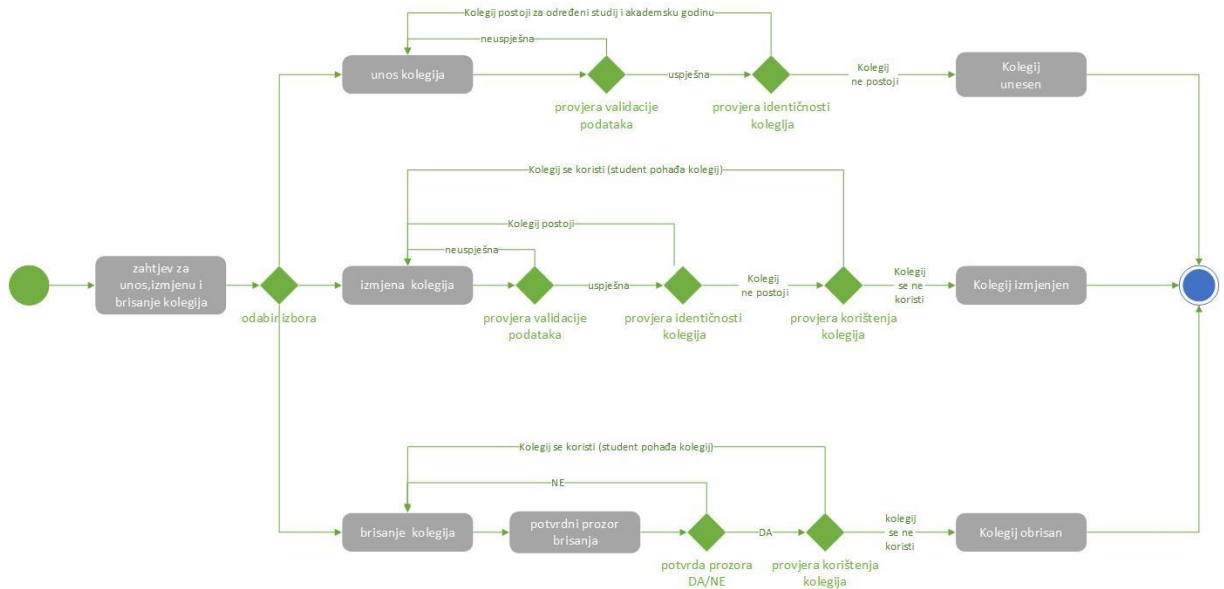 Kolegij postoji za određeni studij i akademsku godinu
neuspješna
unos kolegija
uspješna
Kolegij
ne postoji
Kolegij
unesen
provjera validacije
podataka
provjera identičnosti
kolegija
Kolegij se koristi (student pohađa kolegij)
Kolegij postoji
neuspješna
zahtjev za
unos,izmjenu i
brisanje kolegija
odabir izbora
izmjena kolegija
uspješna
Kolegij
ne postoji
Kolegij
se ne
koristi
Kolegij izmjenjen
provjera validacije
podataka
provjera identičnosti
kolegija
provjera korištenja
kolegija
Kolegij se koristi (student pohađa kolegij)
NE
brisanje kolegija
potvrdni prozor
brisanja
DA
kolegij
se ne
koristi
Kolegij obrisan
potvrda prozora
DA/NE
provjera korištenja
kolegija